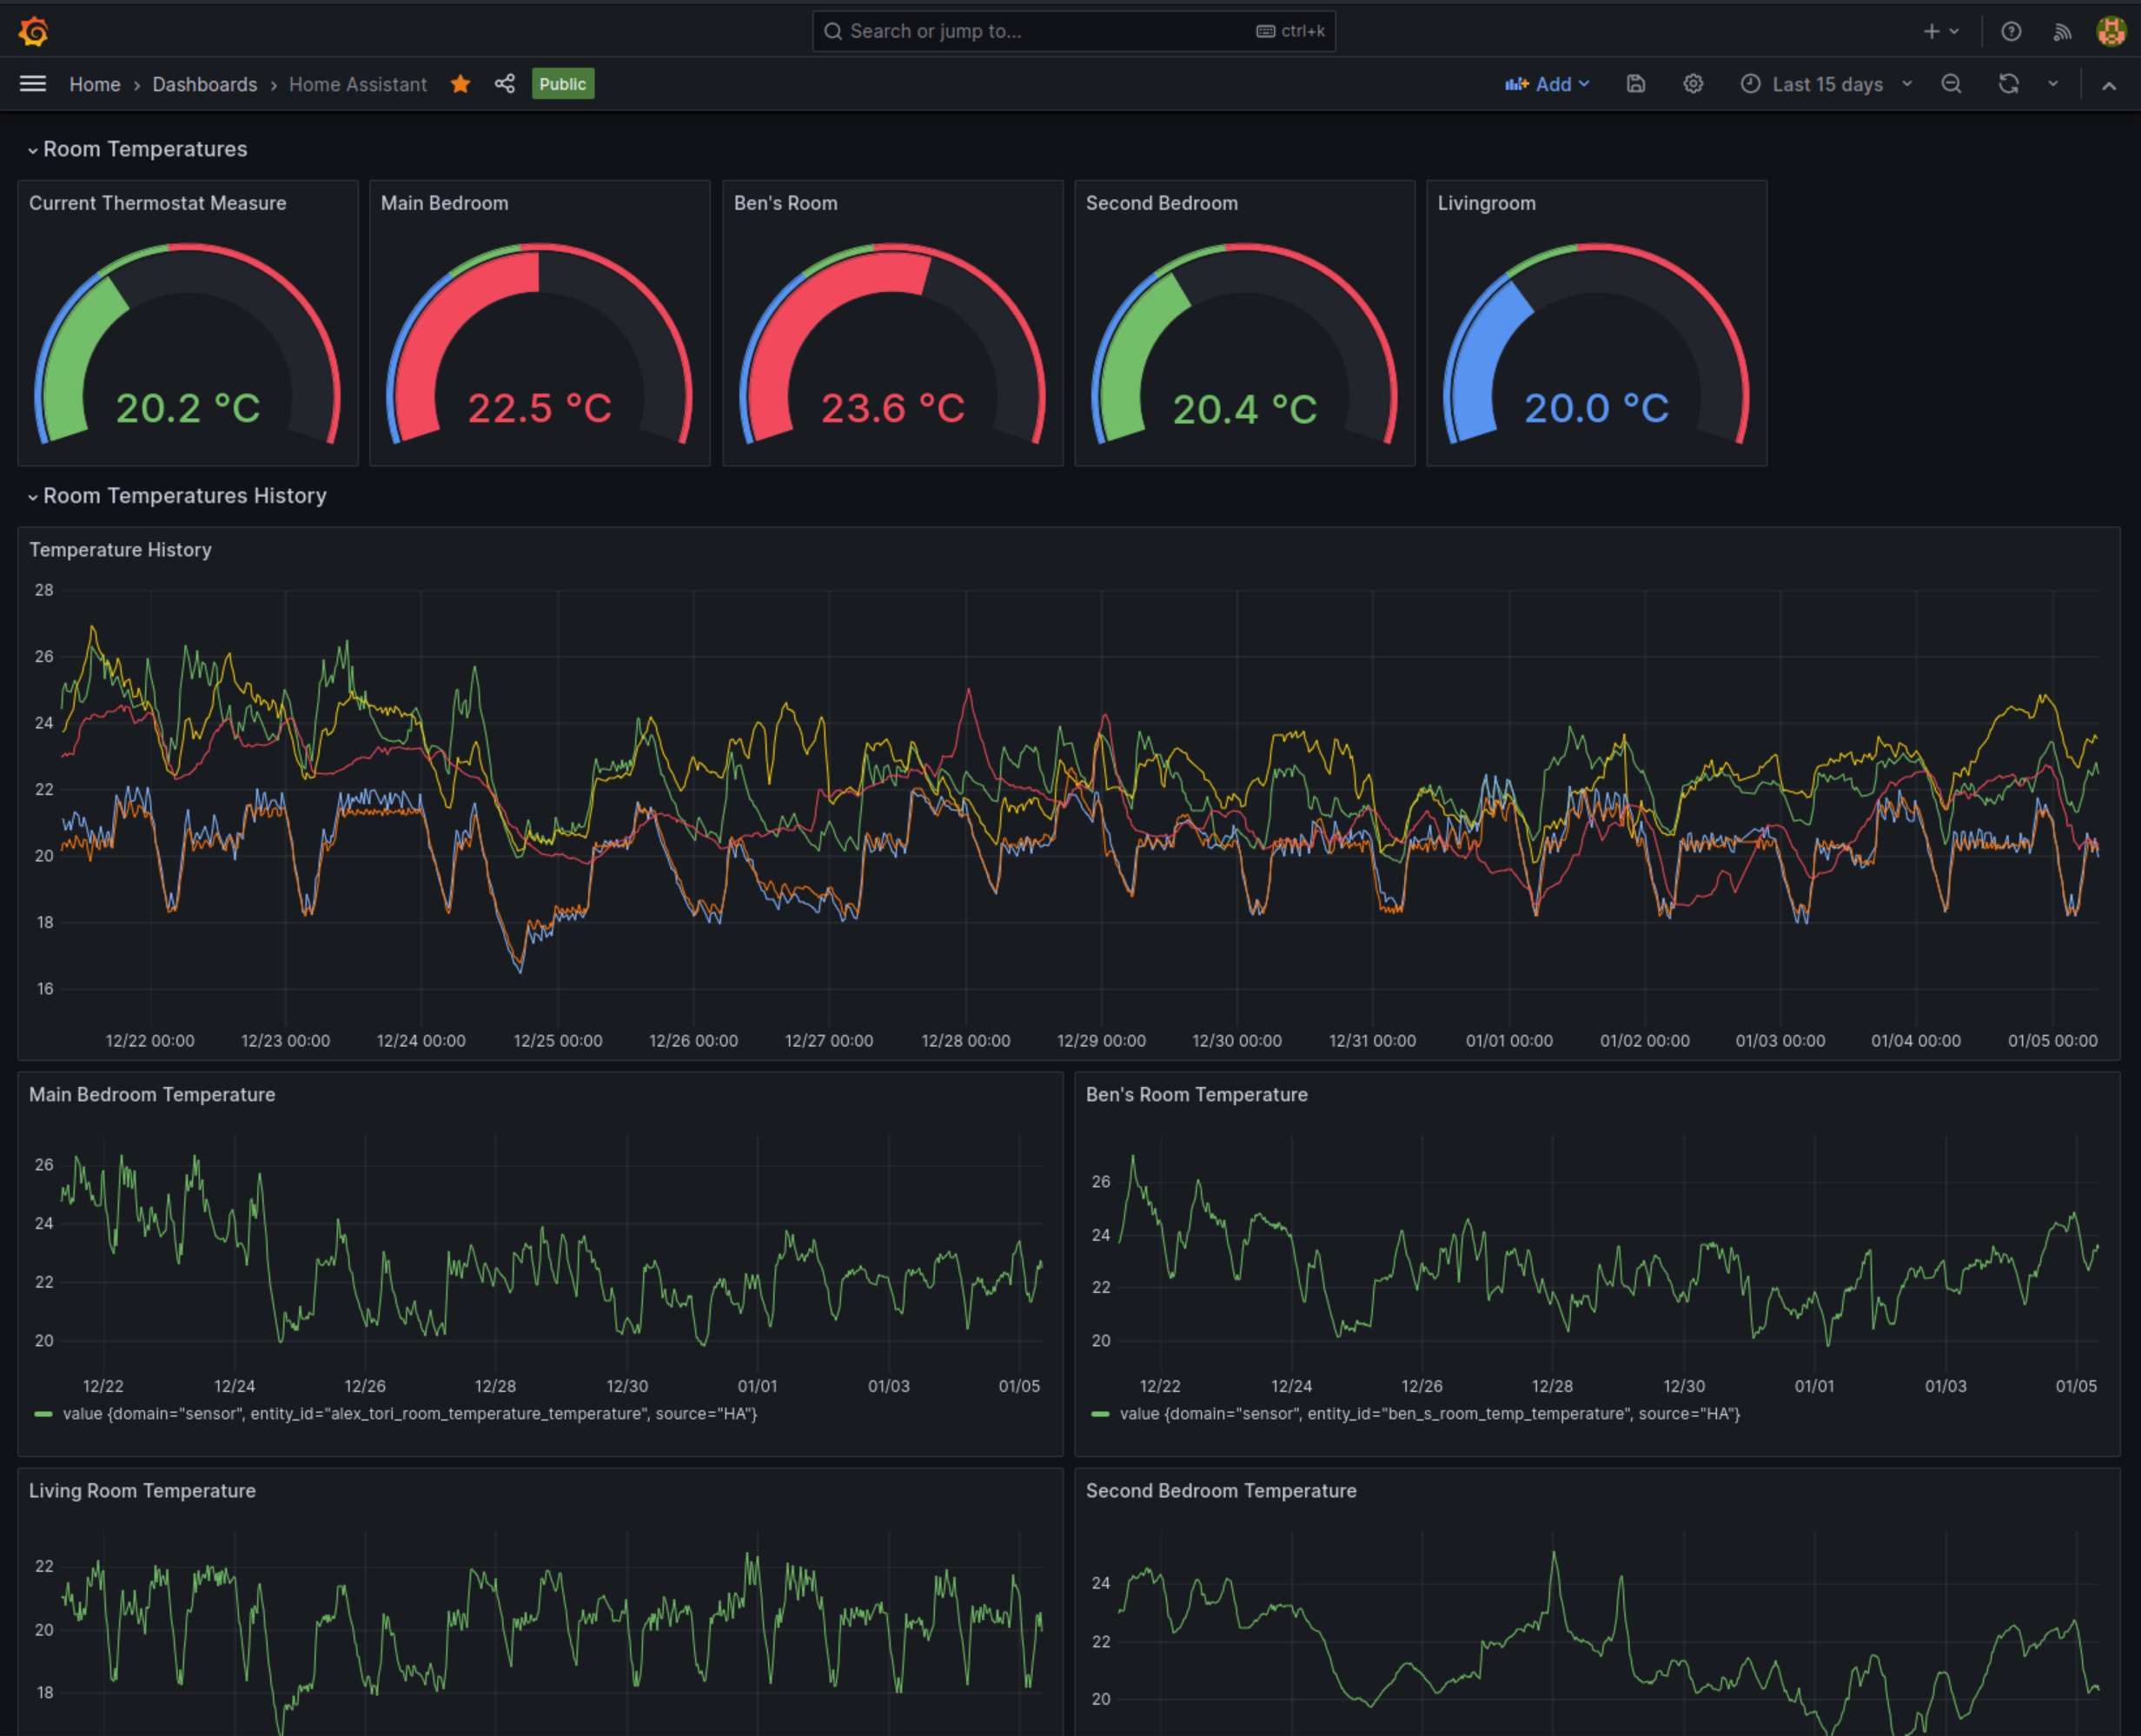 Search or jump to...
ctrl+k
Home › Dashboards › Home Assistant
Public
Add
Last 15 days
Room Temperatures
Current Thermostat Measure
20.2 °C
Main Bedroom
22.5 °C
Ben's Room
23.6 °C
Second Bedroom
20.4 °C
Livingroom
20.0 °C
Room Temperatures History
Temperature History
28
26
24
22
20
18
16
12/22 00:00
12/23 00:00
12/24 00:00
12/25 00:00
12/26 00:00
12/27 00:00
12/28 00:00
12/29 00:00
12/30 00:00
12/31 00:00
01/01 00:00
01/02 00:00
01/03 00:00
01/04 00:00
01/05 00:00
Main Bedroom Temperature
26
24
22
20
12/22
12/24
12/26
12/28
12/30
01/01
01/03
01/05
value {domain="sensor", entity_id="alex_tori_room_temperature_temperature", source="HA"}
Ben's Room Temperature
26
24
22
20
12/22
12/24
12/26
12/28
12/30
01/01
01/03
01/05
value {domain="sensor", entity_id="ben_s_room_temp_temperature", source="HA"}
Living Room Temperature
22
20
18
Second Bedroom Temperature
24
22
20